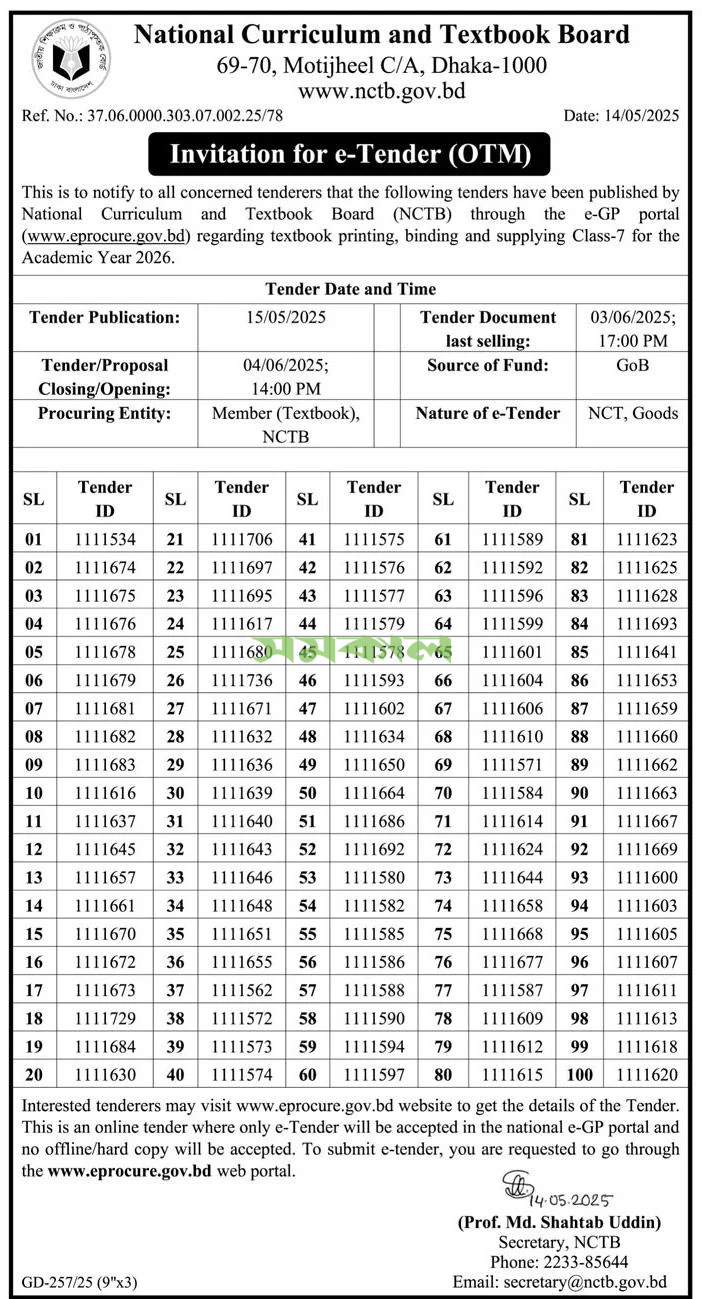 জাতীয় শিক্ষাক্রম ও পাঠ্যপুস্তক বোর্ড
ঢাকা বাংলাদেশ
National Curriculum and Textbook Board
69-70, Motijheel C/A, Dhaka-1000
www.nctb.gov.bd
Ref. No.: 37.06.0000.303.07.002.25/78 Date: 14/05/2025
Invitation for e-Tender (OTM)
This is to notify to all concerned tenderers that the following tenders have been published by
National Curriculum and Textbook Board (NCTB) through the e-GP portal
(www.eprocure.gov.bd) regarding textbook printing, binding and supplying Class-7 for the
Academic Year 2026.
Tender Date and Time
Tender Publication: 15/05/2025 Tender Document last selling: 03/06/2025; 17:00 PM
Tender/Proposal Closing/Opening: 04/06/2025; 14:00 PM Source of Fund: GoB
Procuring Entity: Member (Textbook), NCTB Nature of e-Tender NCT, Goods
SL Tender ID SL Tender ID SL Tender ID SL Tender ID SL Tender ID
01 1111534 21 1111706 41 1111575 61 1111589 81 1111623
02 1111674 22 1111697 42 1111576 62 1111592 82 1111625
03 1111675 23 1111695 43 1111577 63 1111596 83 1111628
04 1111676 24 1111617 44 1111579 64 1111599 84 1111693
05 1111678 25 1111680 45 1111578 65 1111601 85 1111641
সমকাল
06 1111679 26 1111736 46 1111593 66 1111604 86 1111653
07 1111681 27 1111671 47 1111602 67 1111606 87 1111659
08 1111682 28 1111632 48 1111634 68 1111610 88 1111660
09 1111683 29 1111636 49 1111650 69 1111571 89 1111662
10 1111616 30 1111639 50 1111664 70 1111584 90 1111663
11 1111637 31 1111640 51 1111686 71 1111614 91 1111667
12 1111645 32 1111643 52 1111692 72 1111624 92 1111669
13 1111657 33 1111646 53 1111580 73 1111644 93 1111600
14 1111661 34 1111648 54 1111582 74 1111658 94 1111603
15 1111670 35 1111651 55 1111585 75 1111668 95 1111605
16 1111672 36 1111655 56 1111586 76 1111677 96 1111607
17 1111673 37 1111562 57 1111588 77 1111587 97 1111611
18 1111729 38 1111572 58 1111590 78 1111609 98 1111613
19 1111684 39 1111573 59 1111594 79 1111612 99 1111618
20 1111630 40 1111574 60 1111597 80 1111615 100 1111620
Interested tenderers may visit www.eprocure.gov.bd website to get the details of the Tender.
This is an online tender where only e-Tender will be accepted in the national e-GP portal and
no offline/hard copy will be accepted. To submit e-tender, you are requested to go through
the www.eprocure.gov.bd web portal.
14.05.2025
(Prof. Md. Shahtab Uddin)
Secretary, NCTB
Phone: 2233-85644
GD-257/25 (9"x3) Email: secretary@nctb.gov.bd